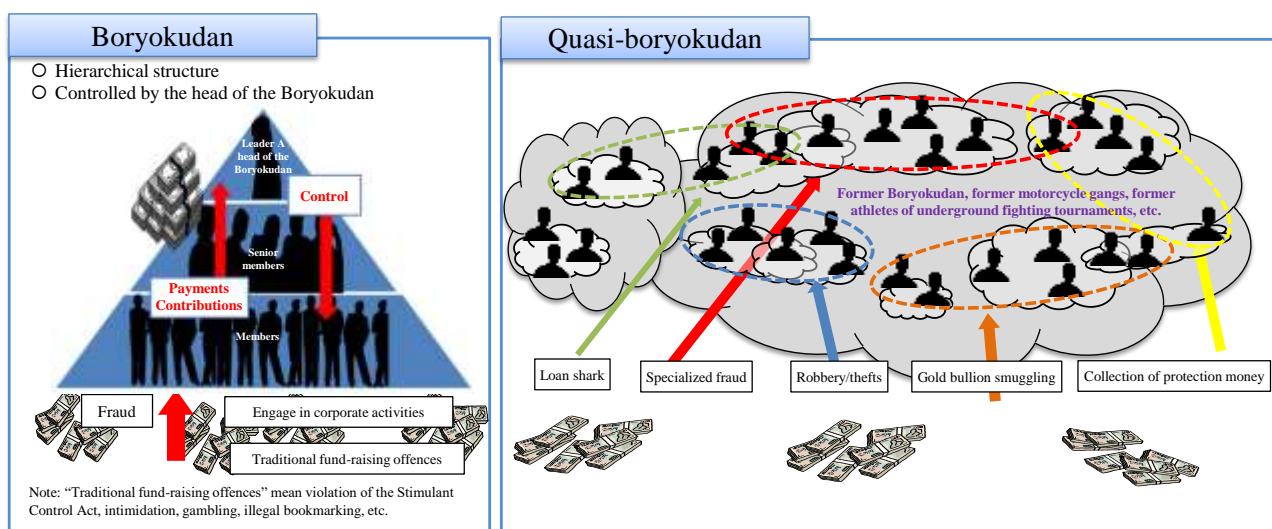 Boryokudan
○ Hierarchical structure
○ Controlled by the head of the Boryokudan
Leader A
head of the
Boryokudan
Control
Senior
members
Payments
Contributions
Members
Fraud
Engage in corporate activities
Traditional fund-raising offences
Note: “Traditional fund-raising offences” mean violation of the Stimulant
Control Act, intimidation, gambling, illegal bookmarking, etc.
Quasi-boryokudan
Former Boryokudan, former motorcycle gangs, former
athletes of underground fighting tournaments, etc.
Loan shark
Specialized fraud
Robbery/thefts
Gold bullion smuggling
Collection of protection money